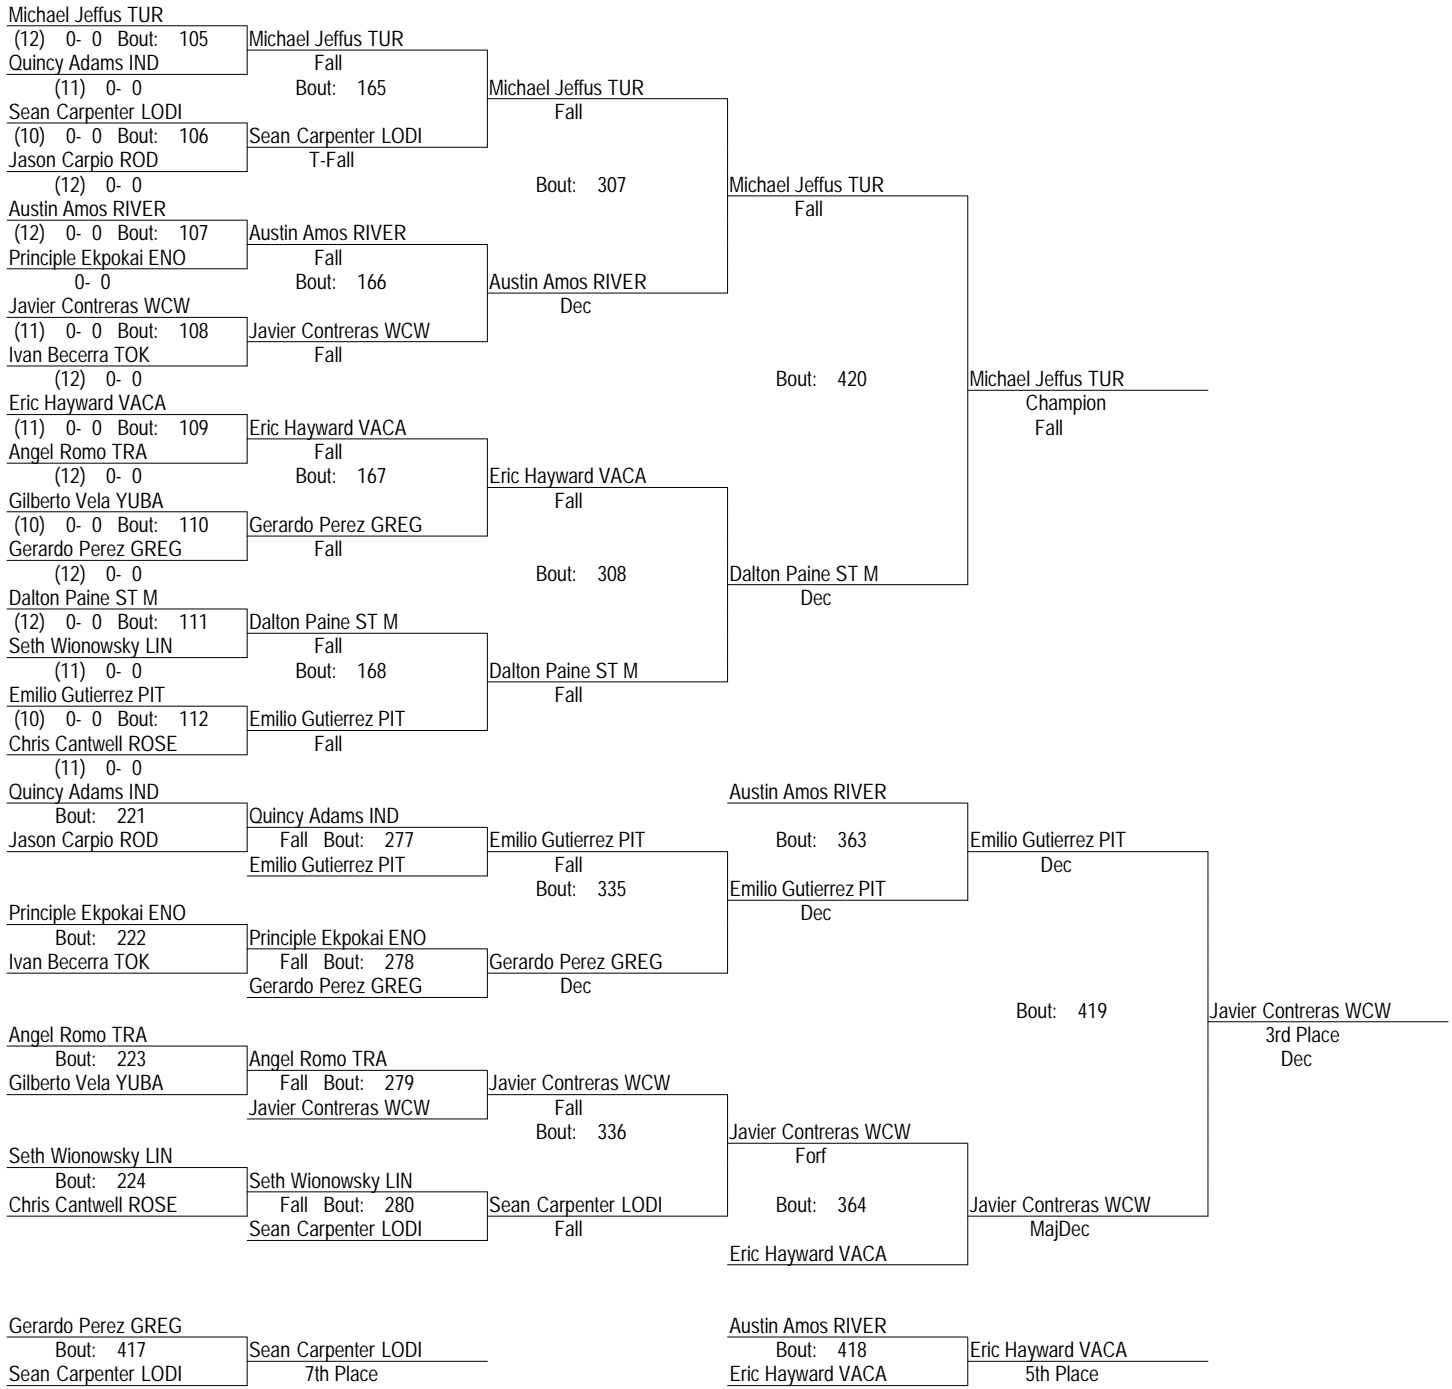 Michael Jeffus TUR
(12) 0- 0 Bout: 105 Michael Jeffus TUR
Quincy Adams IND Fall
(11) 0- 0 Bout: 165 Michael Jeffus TUR
Sean Carpenter LODI Fall
(10) 0- 0 Bout: 106 Sean Carpenter LODI
Jason Carpio ROD T-Fall
(12) 0- 0 Bout: 307 Michael Jeffus TUR
Austin Amos RIVER Fall
(12) 0- 0 Bout: 107 Austin Amos RIVER
Principle Ekpokai ENO Fall
0- 0 Bout: 166 Austin Amos RIVER
Javier Contreras WCW Dec
(11) 0- 0 Bout: 108 Javier Contreras WCW
Ivan Becerra TOK Fall
(12) 0- 0 Bout: 420 Michael Jeffus TUR
Eric Hayward VACA Champion
(11) 0- 0 Bout: 109 Eric Hayward VACA Fall
Angel Romo TRA Fall
(12) 0- 0 Bout: 167 Eric Hayward VACA
Gilberto Vela YUBA Fall
(10) 0- 0 Bout: 110 Gerardo Perez GREG
Gerardo Perez GREG Fall
(12) 0- 0 Bout: 308 Dalton Paine ST M
Dalton Paine ST M Dec
(12) 0- 0 Bout: 111 Dalton Paine ST M
Seth Wionowsky LIN Fall
(11) 0- 0 Bout: 168 Dalton Paine ST M
Emilio Gutierrez PIT Fall
(10) 0- 0 Bout: 112 Emilio Gutierrez PIT
Chris Cantwell ROSE Fall
(11) 0- 0
Quincy Adams IND Austin Amos RIVER
Bout: 221 Quincy Adams IND
Jason Carpio ROD Fall Bout: 277 Emilio Gutierrez PIT Bout: 363 Emilio Gutierrez PIT
Emilio Gutierrez PIT Fall Dec
Bout: 335 Emilio Gutierrez PIT
Principle Ekpokai ENO Dec
Bout: 222 Principle Ekpokai ENO
Ivan Becerra TOK Fall Bout: 278 Gerardo Perez GREG
Gerardo Perez GREG Dec
Bout: 419 Javier Contreras WCW
Angel Romo TRA 3rd Place
Bout: 223 Angel Romo TRA Dec
Gilberto Vela YUBA Fall Bout: 279 Javier Contreras WCW
Javier Contreras WCW Fall
Bout: 336 Javier Contreras WCW
Seth Wionowsky LIN Forf
Bout: 224 Seth Wionowsky LIN
Chris Cantwell ROSE Fall Bout: 280 Sean Carpenter LODI Bout: 364 Javier Contreras WCW
Sean Carpenter LODI Fall MajDec
Eric Hayward VACA
Gerardo Perez GREG Austin Amos RIVER
Bout: 417 Sean Carpenter LODI Bout: 418 Eric Hayward VACA
Sean Carpenter LODI 7th Place Eric Hayward VACA 5th Place